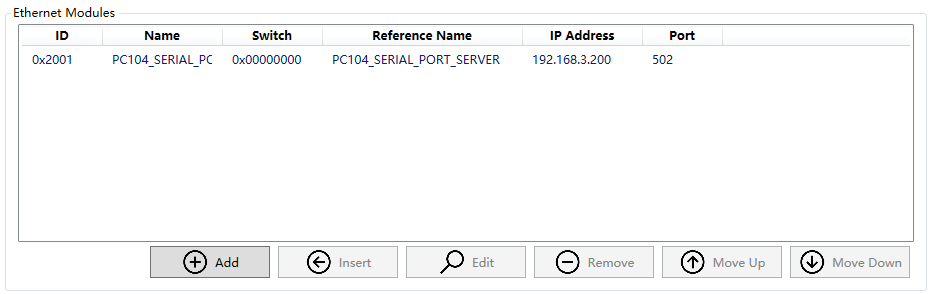 Ethernet Modules
ID Name Switch Reference Name IP Address Port
0x2001 PC104_SERIAL_PC 0x00000000 PC104_SERIAL_PORT_SERVER 192.168.3.200 502
Add Insert Edit Remove Move Up Move Down